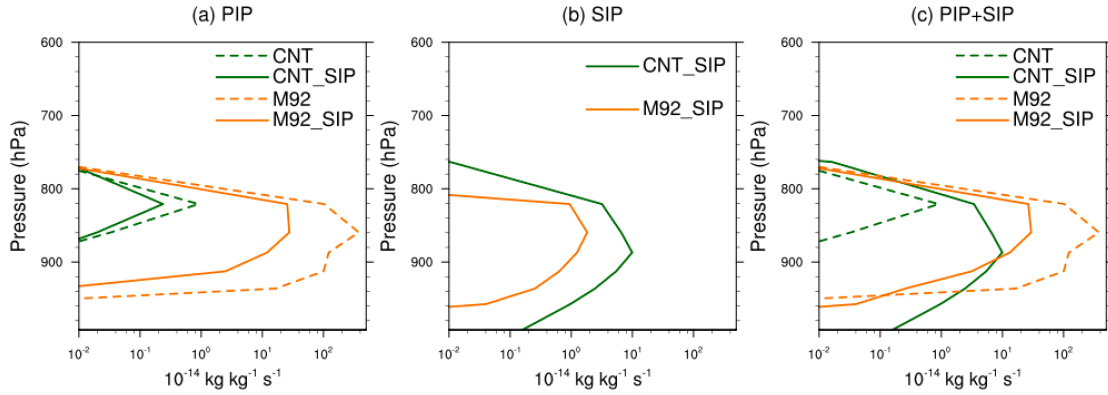 (a) PIP
(b) SIP
(c) PIP+SIP
600
700
800
900
Pressure (hPa)
CNT
CNT_SIP
M92
M92_SIP
10⁻² 10⁻¹ 10⁰ 10¹ 10²
10⁻¹⁴ kg kg⁻¹ s⁻¹
600
700
800
900
Pressure (hPa)
CNT_SIP
M92_SIP
10⁻² 10⁻¹ 10⁰ 10¹ 10²
10⁻¹⁴ kg kg⁻¹ s⁻¹
600
700
800
900
Pressure (hPa)
CNT
CNT_SIP
M92
M92_SIP
10⁻² 10⁻¹ 10⁰ 10¹ 10²
10⁻¹⁴ kg kg⁻¹ s⁻¹